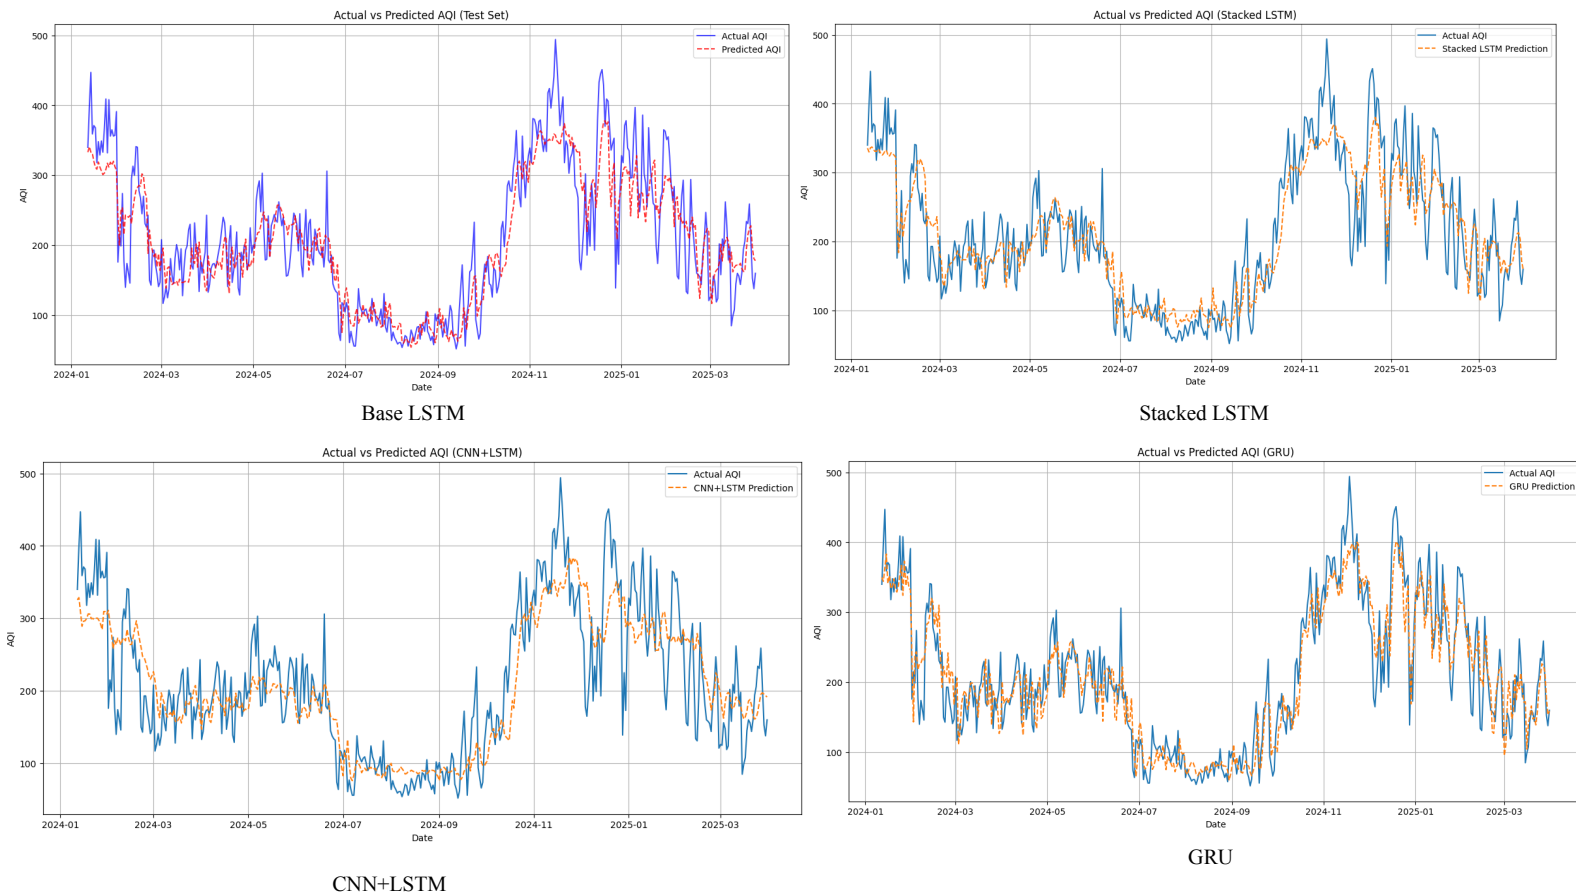 Actual vs Predicted AQI (Test Set)
Actual AQI
Predicted AQI
500
400
300
200
100
2024-01 2024-03 2024-05 2024-07 2024-09 2024-11 2025-01 2025-03
Date
Base LSTM
Actual vs Predicted AQI (Stacked LSTM)
Actual AQI
Stacked LSTM Prediction
AQI
500
400
300
200
100
2024-01 2024-03 2024-05 2024-07 2024-09 2024-11 2025-01 2025-03
Date
Stacked LSTM
Actual vs Predicted AQI (CNN+LSTM)
Actual AQI
CNN+LSTM Prediction
AQI
500
400
300
200
100
2024-01 2024-03 2024-05 2024-07 2024-09 2024-11 2025-01 2025-03
Date
CNN+LSTM
Actual vs Predicted AQI (GRU)
Actual AQI
GRU Prediction
AQI
500
400
300
200
100
2024-01 2024-03 2024-05 2024-07 2024-09 2024-11 2025-01 2025-03
Date
GRU